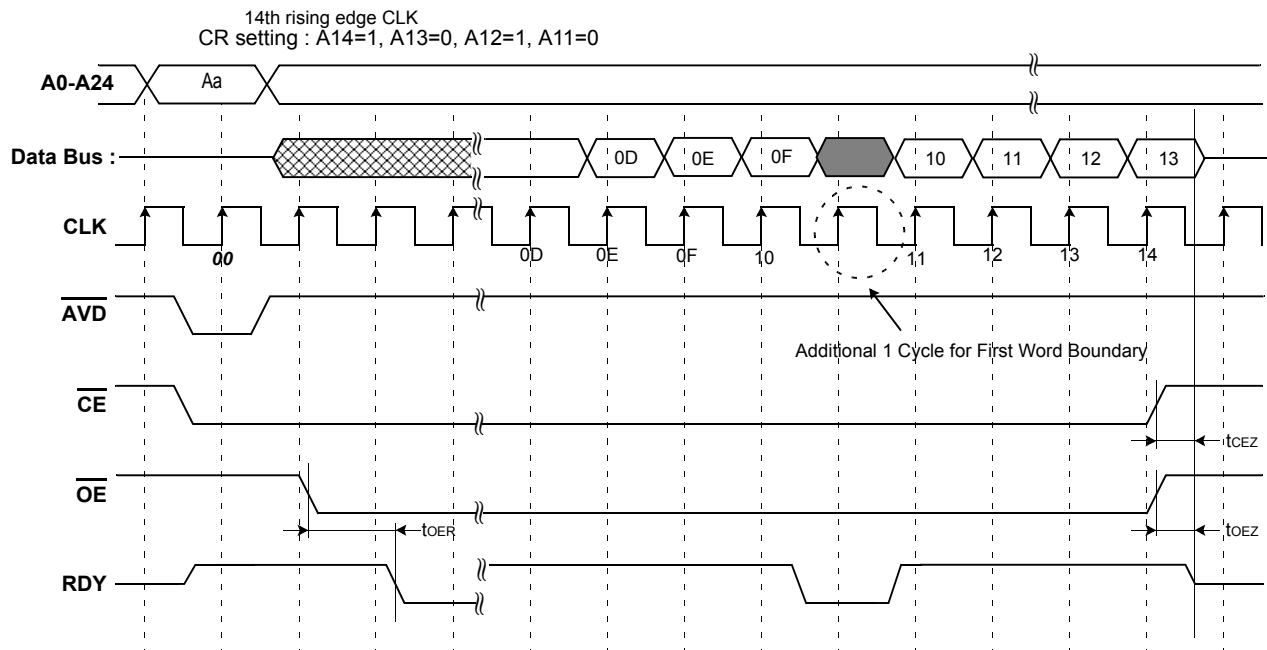 14th rising edge CLK
CR setting : A14=1, A13=0, A12=1, A11=0
A0-A24
Aa
Data Bus :
0D 0E 0F 10 11 12 13
CLK
00 0D 0E 0F 10 11 12 13 14
AVD
Additional 1 Cycle for First Word Boundary
CE
tCEZ
OE
tOER
tOEZ
RDY